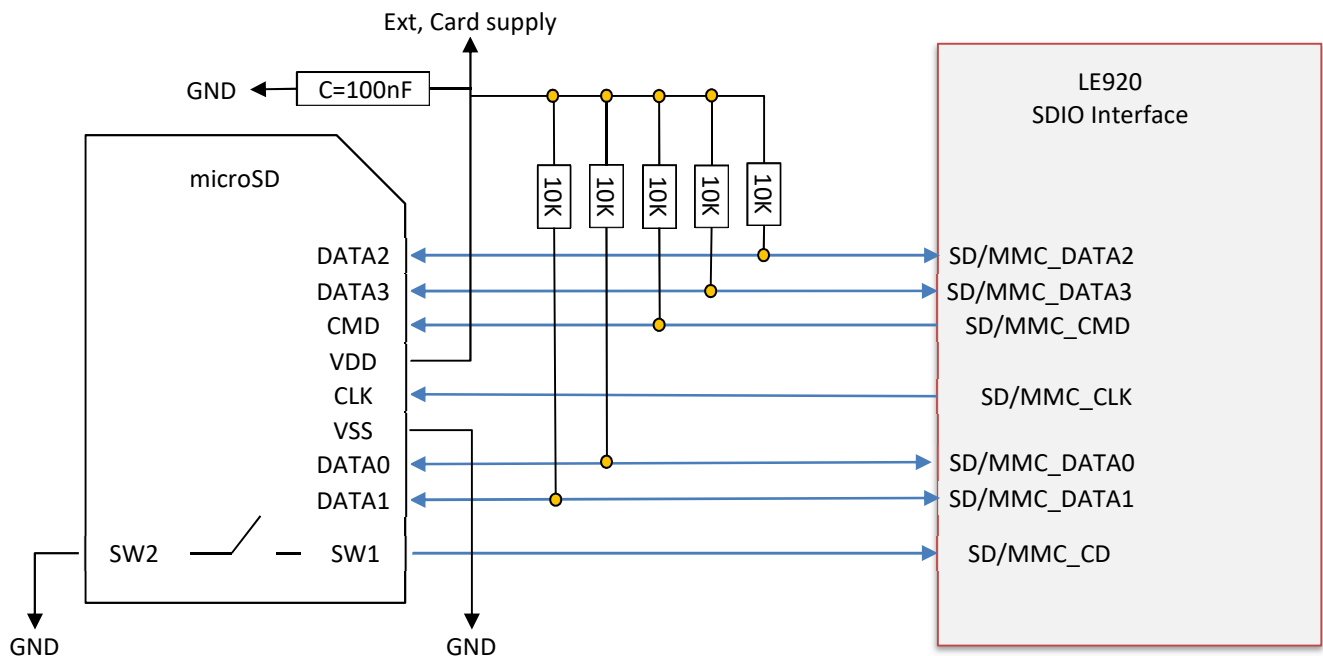 Ext, Card supply
GND
C=100nF
LE920
SDIO Interface
microSD
10K
10K
10K
10K
10K
DATA2
SD/MMC_DATA2
DATA3
SD/MMC_DATA3
CMD
SD/MMC_CMD
VDD
CLK
SD/MMC_CLK
VSS
DATA0
SD/MMC_DATA0
DATA1
SD/MMC_DATA1
SW2
SW1
SD/MMC_CD
GND
GND